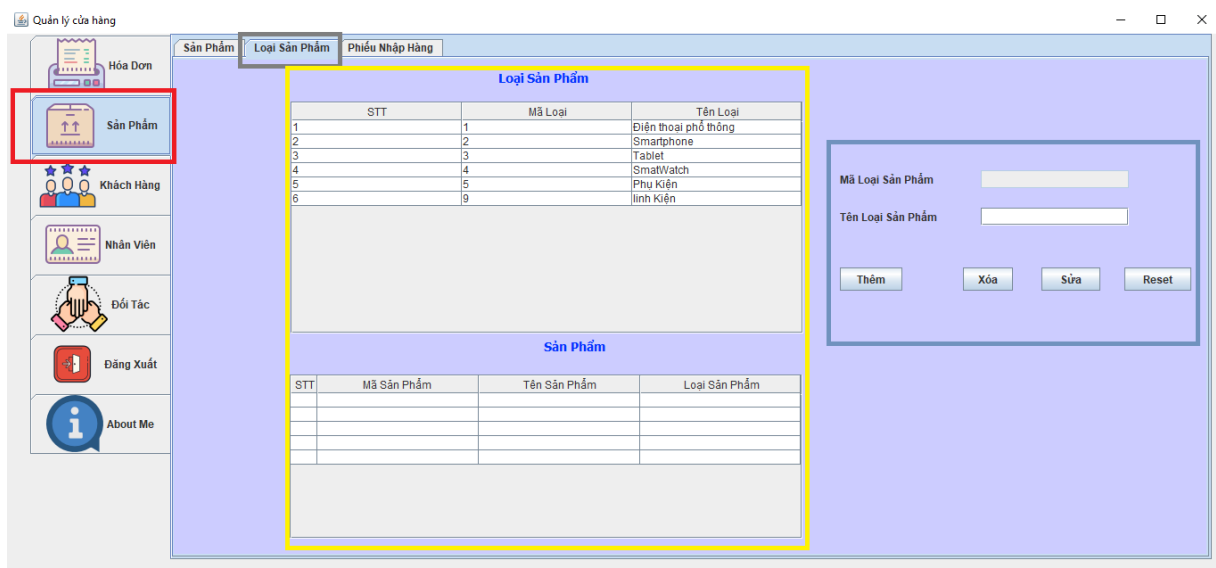 Quản lý cửa hàng
Hóa Đơn
Sản Phẩm
Khách Hàng
Nhân Viên
Đối Tác
Đăng Xuất
About Me
Sản Phẩm Loại Sản Phẩm Phiếu Nhập Hàng
Loại Sản Phẩm
STT Mã Loại Tên Loại
1 1 Điện thoại phổ thông
2 2 Smartphone
3 3 Tablet
4 4 SmatWatch
5 5 Phụ Kiện
6 9 linh Kiện
Sản Phẩm
STT Mã Sản Phẩm Tên Sản Phẩm Loại Sản Phẩm
Mã Loại Sản Phẩm
Tên Loại Sản Phẩm
Thêm Xóa Sửa Reset